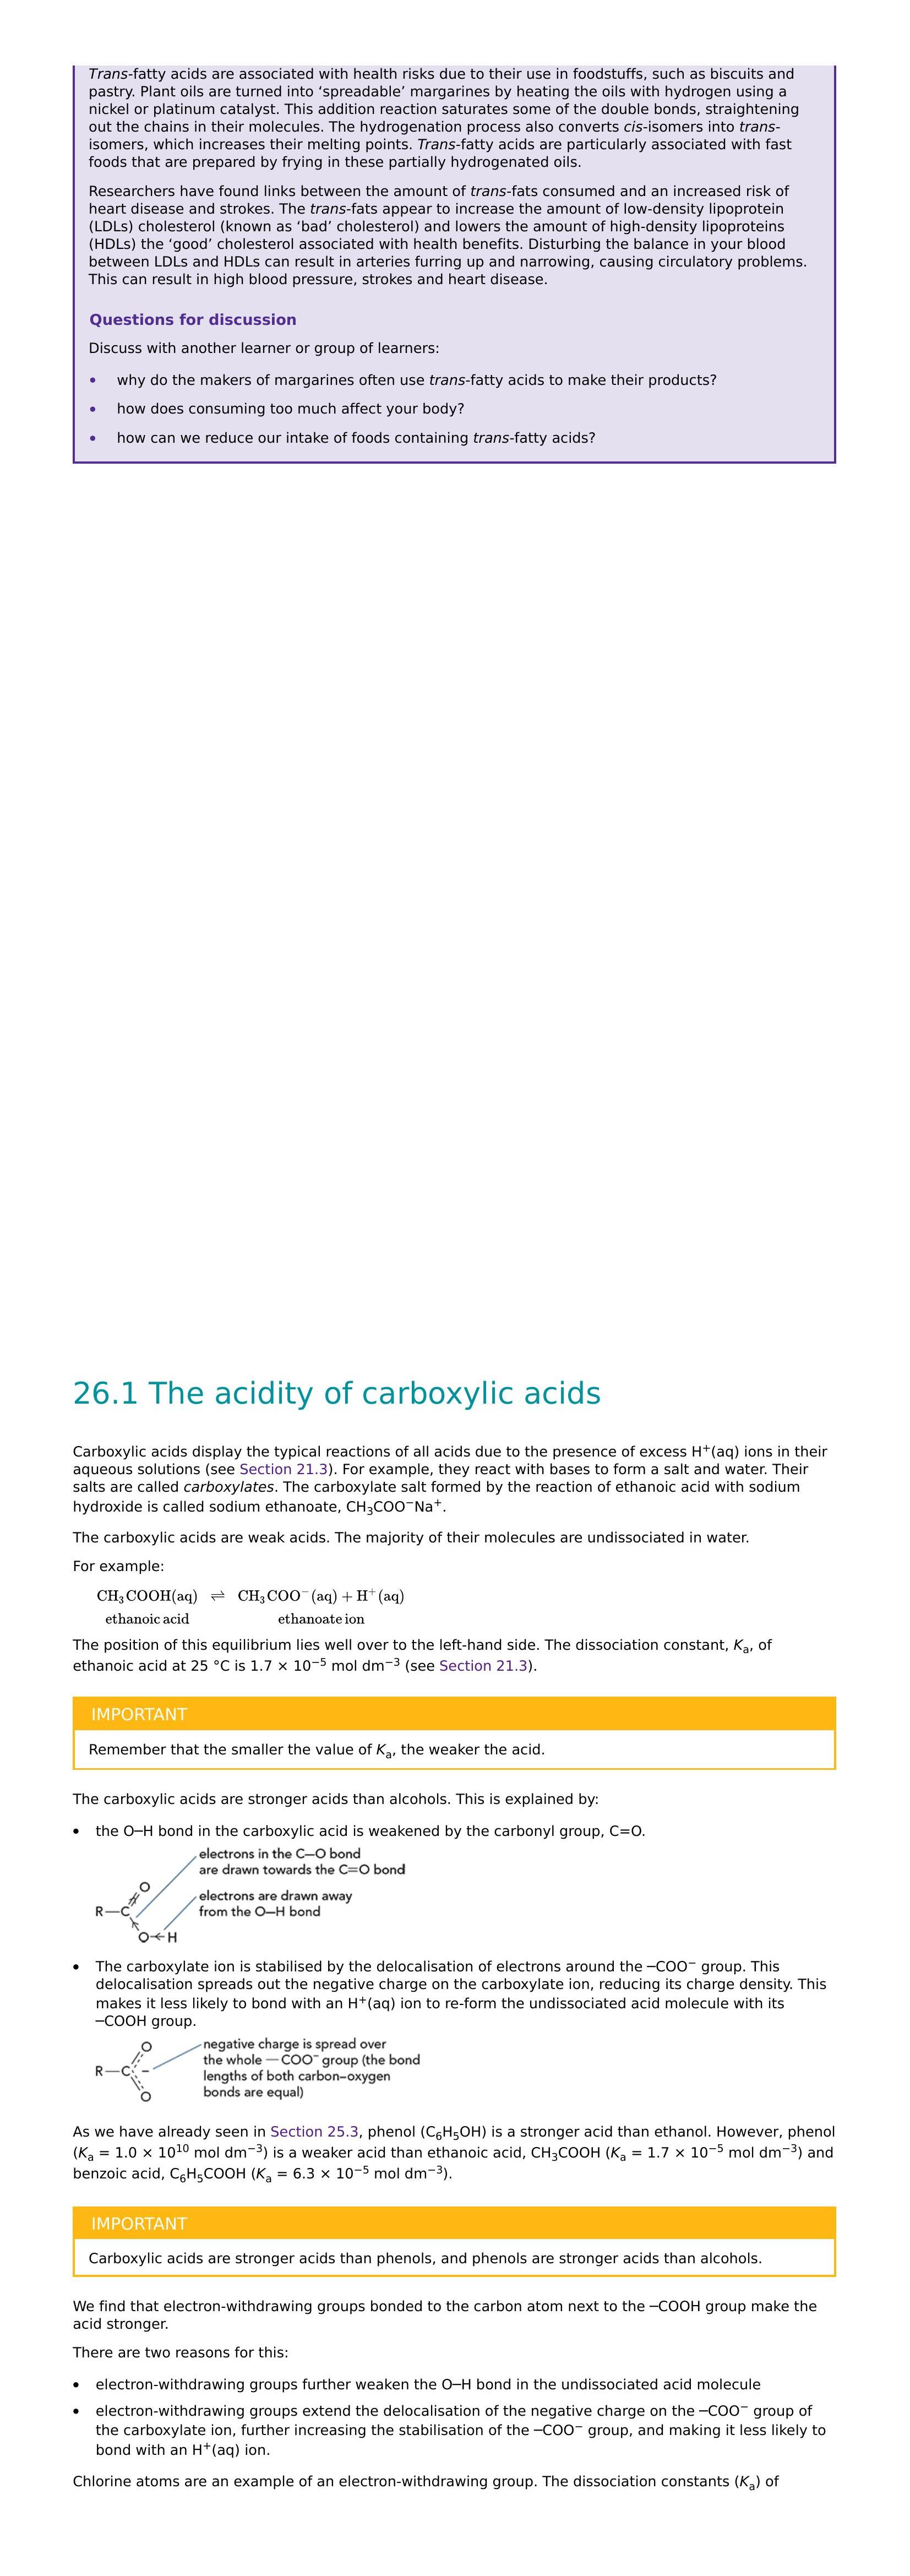 Trans-fatty acids are associated with health risks due to their use in foodstuffs, such as biscuits and
pastry. Plant oils are turned into ‘spreadable’ margarines by heating the oils with hydrogen using a
nickel or platinum catalyst. This addition reaction saturates some of the double bonds, straightening
out the chains in their molecules. The hydrogenation process also converts cis-isomers into trans-
isomers, which increases their melting points. Trans-fatty acids are particularly associated with fast
foods that are prepared by frying in these partially hydrogenated oils.
Researchers have found links between the amount of trans-fats consumed and an increased risk of
heart disease and strokes. The trans-fats appear to increase the amount of low-density lipoprotein
(LDLs) cholesterol (known as ‘bad’ cholesterol) and lowers the amount of high-density lipoproteins
(HDLs) the ‘good’ cholesterol associated with health benefits. Disturbing the balance in your blood
between LDLs and HDLs can result in arteries furring up and narrowing, causing circulatory problems.
This can result in high blood pressure, strokes and heart disease.
Questions for discussion
Discuss with another learner or group of learners:
• why do the makers of margarines often use trans-fatty acids to make their products?
• how does consuming too much affect your body?
• how can we reduce our intake of foods containing trans-fatty acids?
26.1 The acidity of carboxylic acids
Carboxylic acids display the typical reactions of all acids due to the presence of excess H⁺(aq) ions in their
aqueous solutions (see Section 21.3). For example, they react with bases to form a salt and water. Their
salts are called carboxylates. The carboxylate salt formed by the reaction of ethanoic acid with sodium
hydroxide is called sodium ethanoate, CH₃COO⁻Na⁺.
The carboxylic acids are weak acids. The majority of their molecules are undissociated in water.
For example:
CH₃COOH(aq) ⇌ CH₃COO⁻(aq) + H⁺(aq)
ethanoic acid ethanoate ion
The position of this equilibrium lies well over to the left-hand side. The dissociation constant, Kₐ, of
ethanoic acid at 25 °C is 1.7 × 10⁻⁵ mol dm⁻³ (see Section 21.3).
IMPORTANT
Remember that the smaller the value of Kₐ, the weaker the acid.
The carboxylic acids are stronger acids than alcohols. This is explained by:
• the O─H bond in the carboxylic acid is weakened by the carbonyl group, C=O.
electrons in the C—O bond
are drawn towards the C=O bond
electrons are drawn away
from the O—H bond
O
R—C
O H
• The carboxylate ion is stabilised by the delocalisation of electrons around the ─COO⁻ group. This
delocalisation spreads out the negative charge on the carboxylate ion, reducing its charge density. This
makes it less likely to bond with an H⁺(aq) ion to re-form the undissociated acid molecule with its
─COOH group.
negative charge is spread over
the whole —COO⁻ group (the bond
lengths of both carbon–oxygen
bonds are equal)
O
R—C −
O
As we have already seen in Section 25.3, phenol (C₆H₅OH) is a stronger acid than ethanol. However, phenol
(Kₐ = 1.0 × 10¹⁰ mol dm⁻³) is a weaker acid than ethanoic acid, CH₃COOH (Kₐ = 1.7 × 10⁻⁵ mol dm⁻³) and
benzoic acid, C₆H₅COOH (Kₐ = 6.3 × 10⁻⁵ mol dm⁻³).
IMPORTANT
Carboxylic acids are stronger acids than phenols, and phenols are stronger acids than alcohols.
We find that electron-withdrawing groups bonded to the carbon atom next to the ─COOH group make the
acid stronger.
There are two reasons for this:
• electron-withdrawing groups further weaken the O─H bond in the undissociated acid molecule
• electron-withdrawing groups extend the delocalisation of the negative charge on the ─COO⁻ group of
the carboxylate ion, further increasing the stabilisation of the ─COO⁻ group, and making it less likely to
bond with an H⁺(aq) ion.
Chlorine atoms are an example of an electron-withdrawing group. The dissociation constants (Kₐ) of